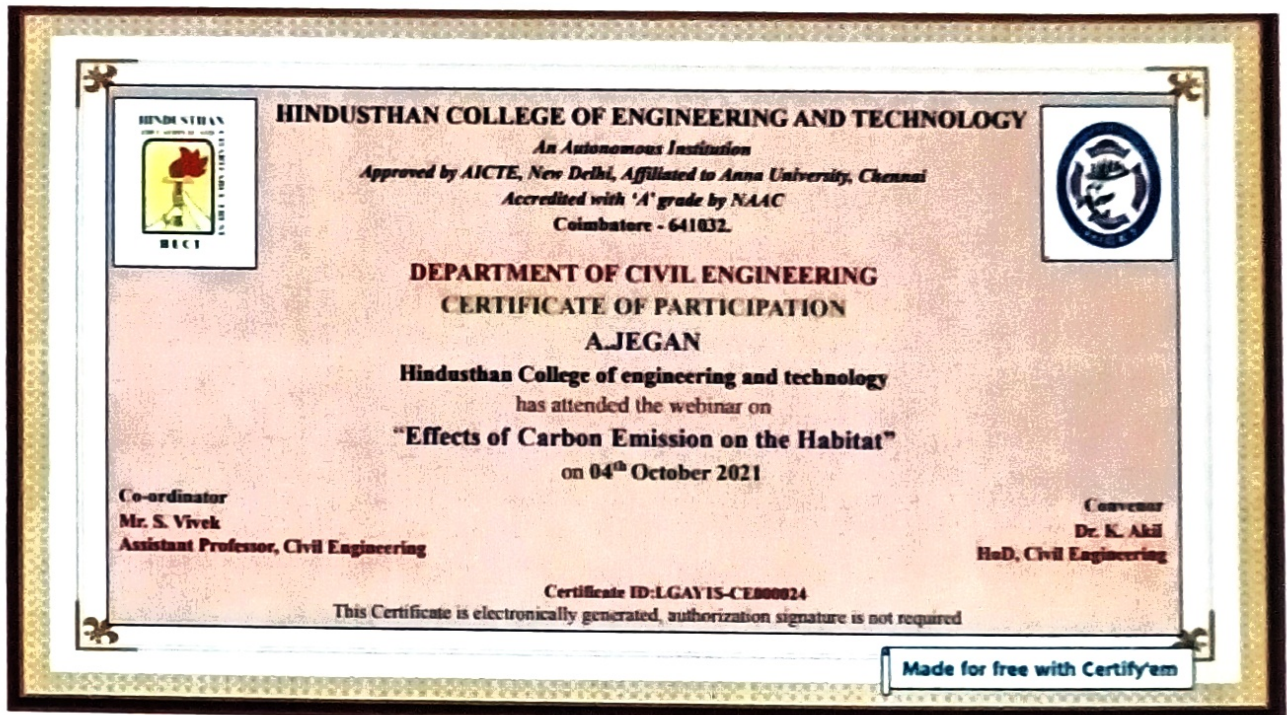 HINDUSTHAN
HECT
HINDUSTHAN COLLEGE OF ENGINEERING AND TECHNOLOGY
An Autonomous Institution
Approved by AICTE, New Delhi, Affiliated to Anna University, Chennai
Accredited with ‘A’ grade by NAAC
Coimbatore - 641032.
DEPARTMENT OF CIVIL ENGINEERING
CERTIFICATE OF PARTICIPATION
A.JEGAN
Hindusthan College of engineering and technology
has attended the webinar on
“Effects of Carbon Emission on the Habitat”
on 04th October 2021
Co-ordinator
Mr. S. Vivek
Assistant Professor, Civil Engineering
Convenor
Dr. K. Akil
HoD, Civil Engineering
Certificate ID:LGAYIS-CE000024
This Certificate is electronically generated, authorization signature is not required
Made for free with Certify'em